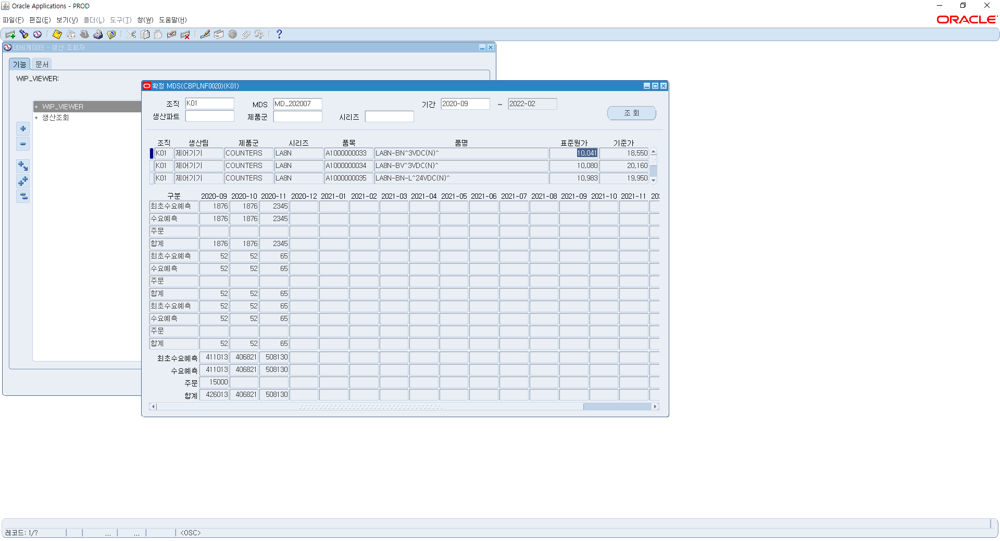 Oracle Applications - PROD
파일(F) 편집(E) 보기(V) 폴더(L) 도구(T) 창(W) 도움말(H)
ORACLE
네비게이터 - 생산 조회자
기능 문서
WIP_VIEWER:
+ WIP_VIEWER
+ 생산조회
확정 MDS(CBPLNF0020)(K01)
조직 K01 MDS MD_202007 기간 2020-09 ~ 2022-02
생산파트 제품군 시리즈 조 회
조직 생산팀 제품군 시리즈 품목 품명 표준원가 기준가
K01 제어기기 COUNTERS LA8N A1000000033 LA8N-BN^3VDC(N)^ 10,041 18,550
K01 제어기기 COUNTERS LA8N A1000000034 LA8N-BV^3VDC(N)^ 10,080 20,160
K01 제어기기 COUNTERS LA8N A1000000035 LA8N-BN-L^24VDC(N)^ 10,983 19,950
구분 2020-09 2020-10 2020-11 2020-12 2021-01 2021-02 2021-03 2021-04 2021-05 2021-06 2021-07 2021-08 2021-09 2021-10 2021-11
최초수요예측 1876 1876 2345
수요예측 1876 1876 2345
주문
합계 1876 1876 2345
최초수요예측 52 52 65
수요예측 52 52 65
주문
합계 52 52 65
최초수요예측 52 52 65
수요예측 52 52 65
주문
합계 52 52 65
최초수요예측 411013 406821 508130
수요예측 411013 406821 508130
주문 15000
합계 426013 406821 508130
레코드: 1/? ... ... <OSC>